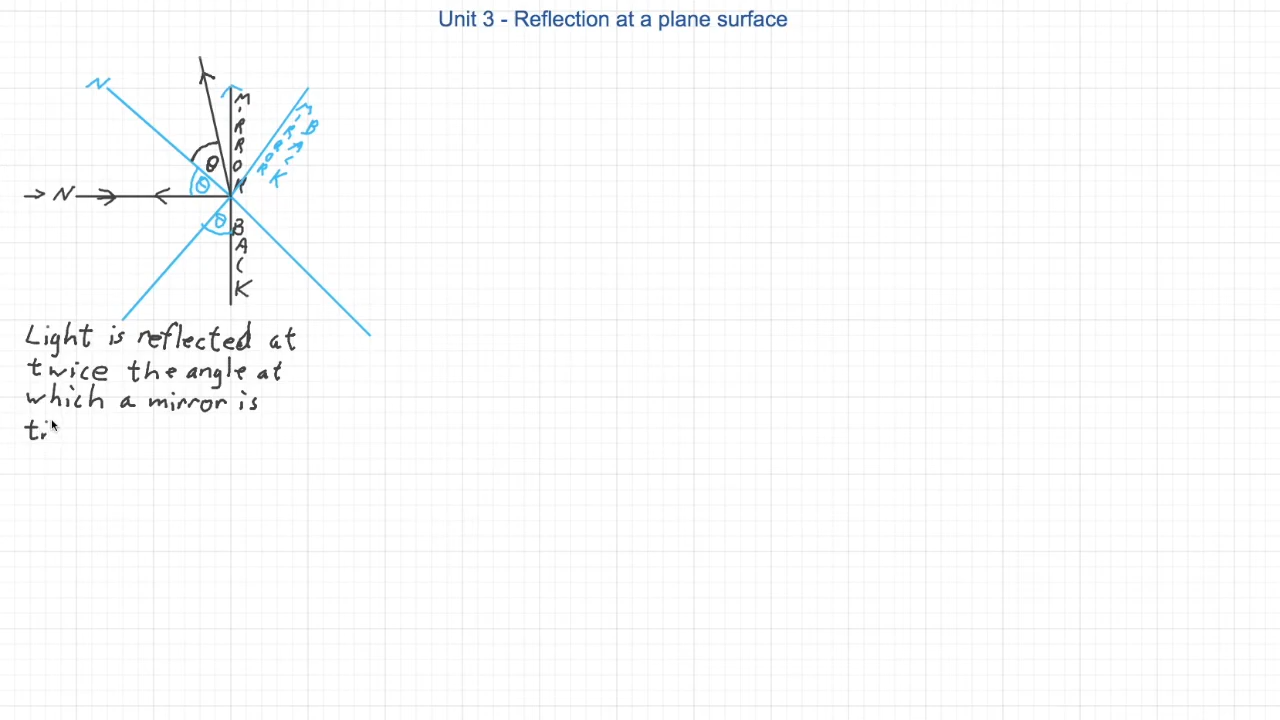 Unit 3 - Reflection at a plane surface
N
MIRROR
BACK
MIRROR
BACK
θ
θ
N
θ
Light is reflected at
twice the angle at
which a mirror is
ti